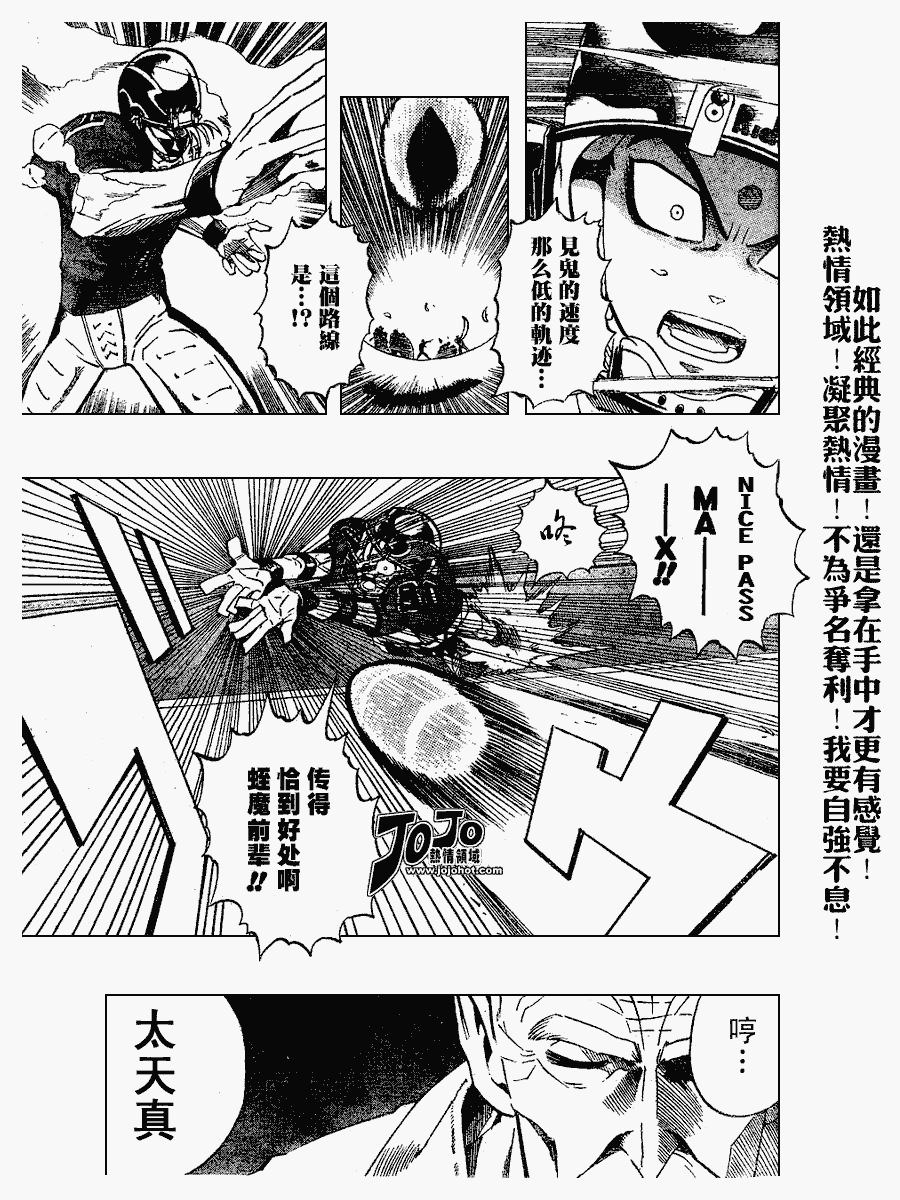 Rid
見鬼的速度
那么低的軌迹…
這個路線
是…!?
NICE PASS
MA——
—X!!
咚
传得
恰到好处啊
蛭魔前辈!!
JOJO
熱情領域
www.jojohot.com
哼…
太天真
如此經典的漫畫！還是拿在手中才更有感覺！
熱情領域！凝聚熱情！不為爭名奪利！我要自強不息！